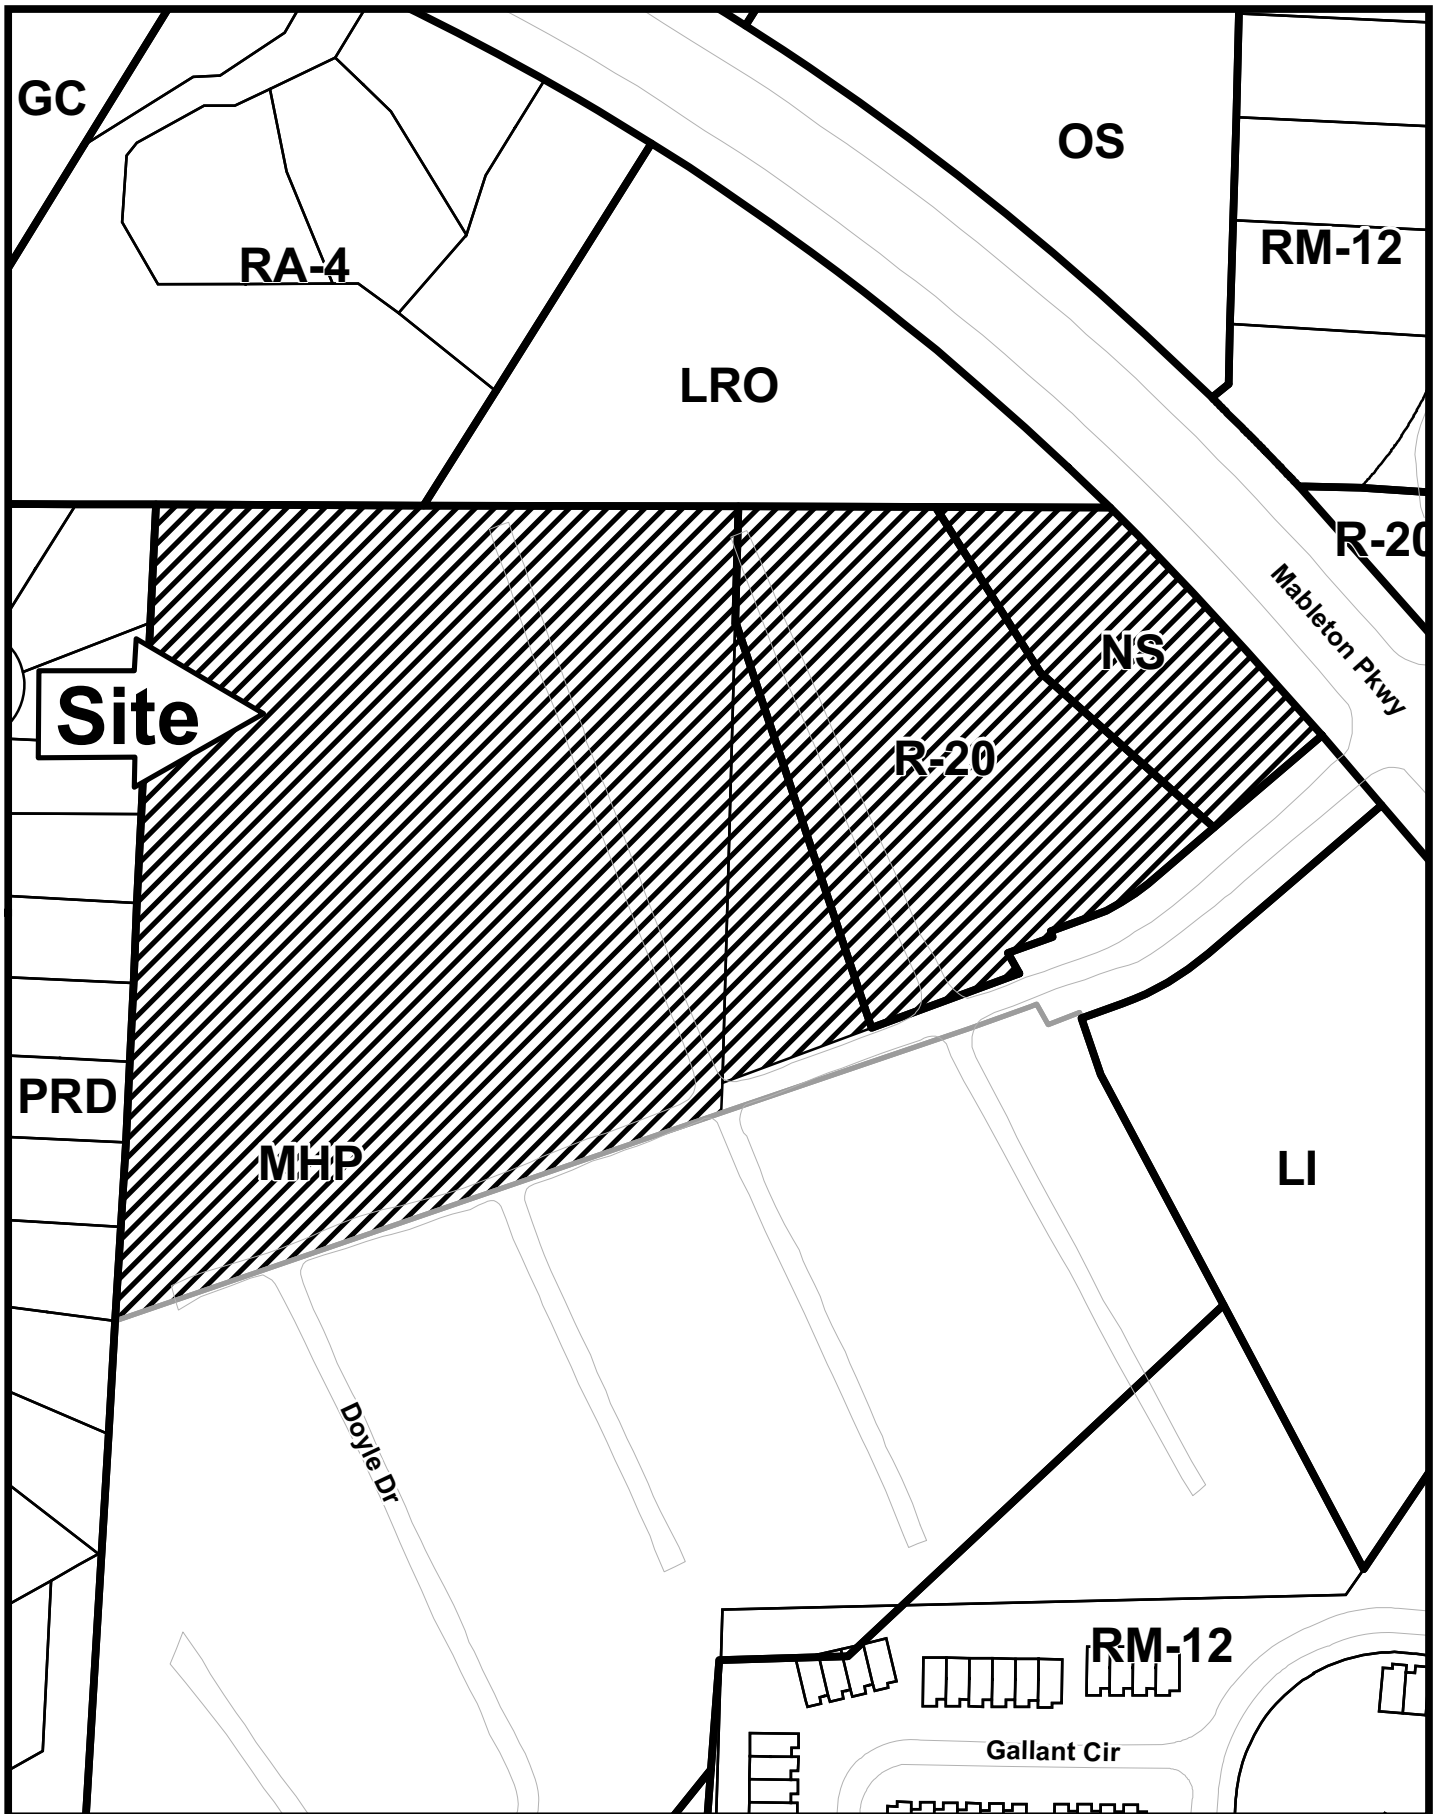 GC
OS
RM-12
RA-4
LRO
R-20
Mableton Pkwy
NS
Site
R-20
PRD
MHP
LI
Doyle Dr
RM-12
Gallant Cir